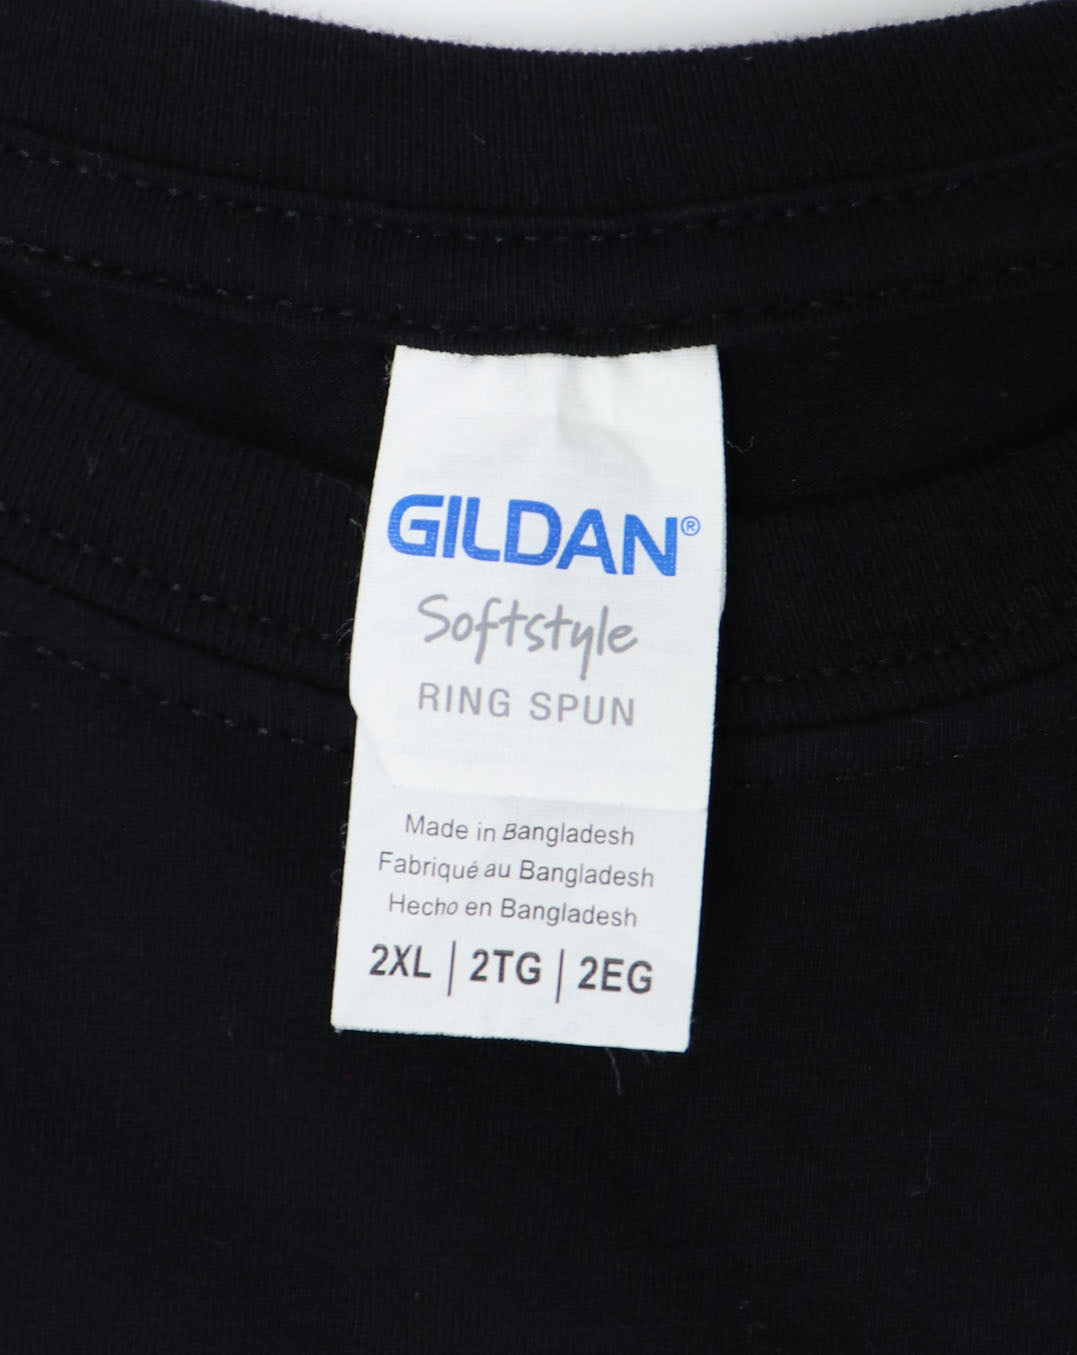 GILDAN®
Softstyle
RING SPUN
Made in Bangladesh
Fabriqué au Bangladesh
Hecho en Bangladesh
2XL | 2TG | 2EG